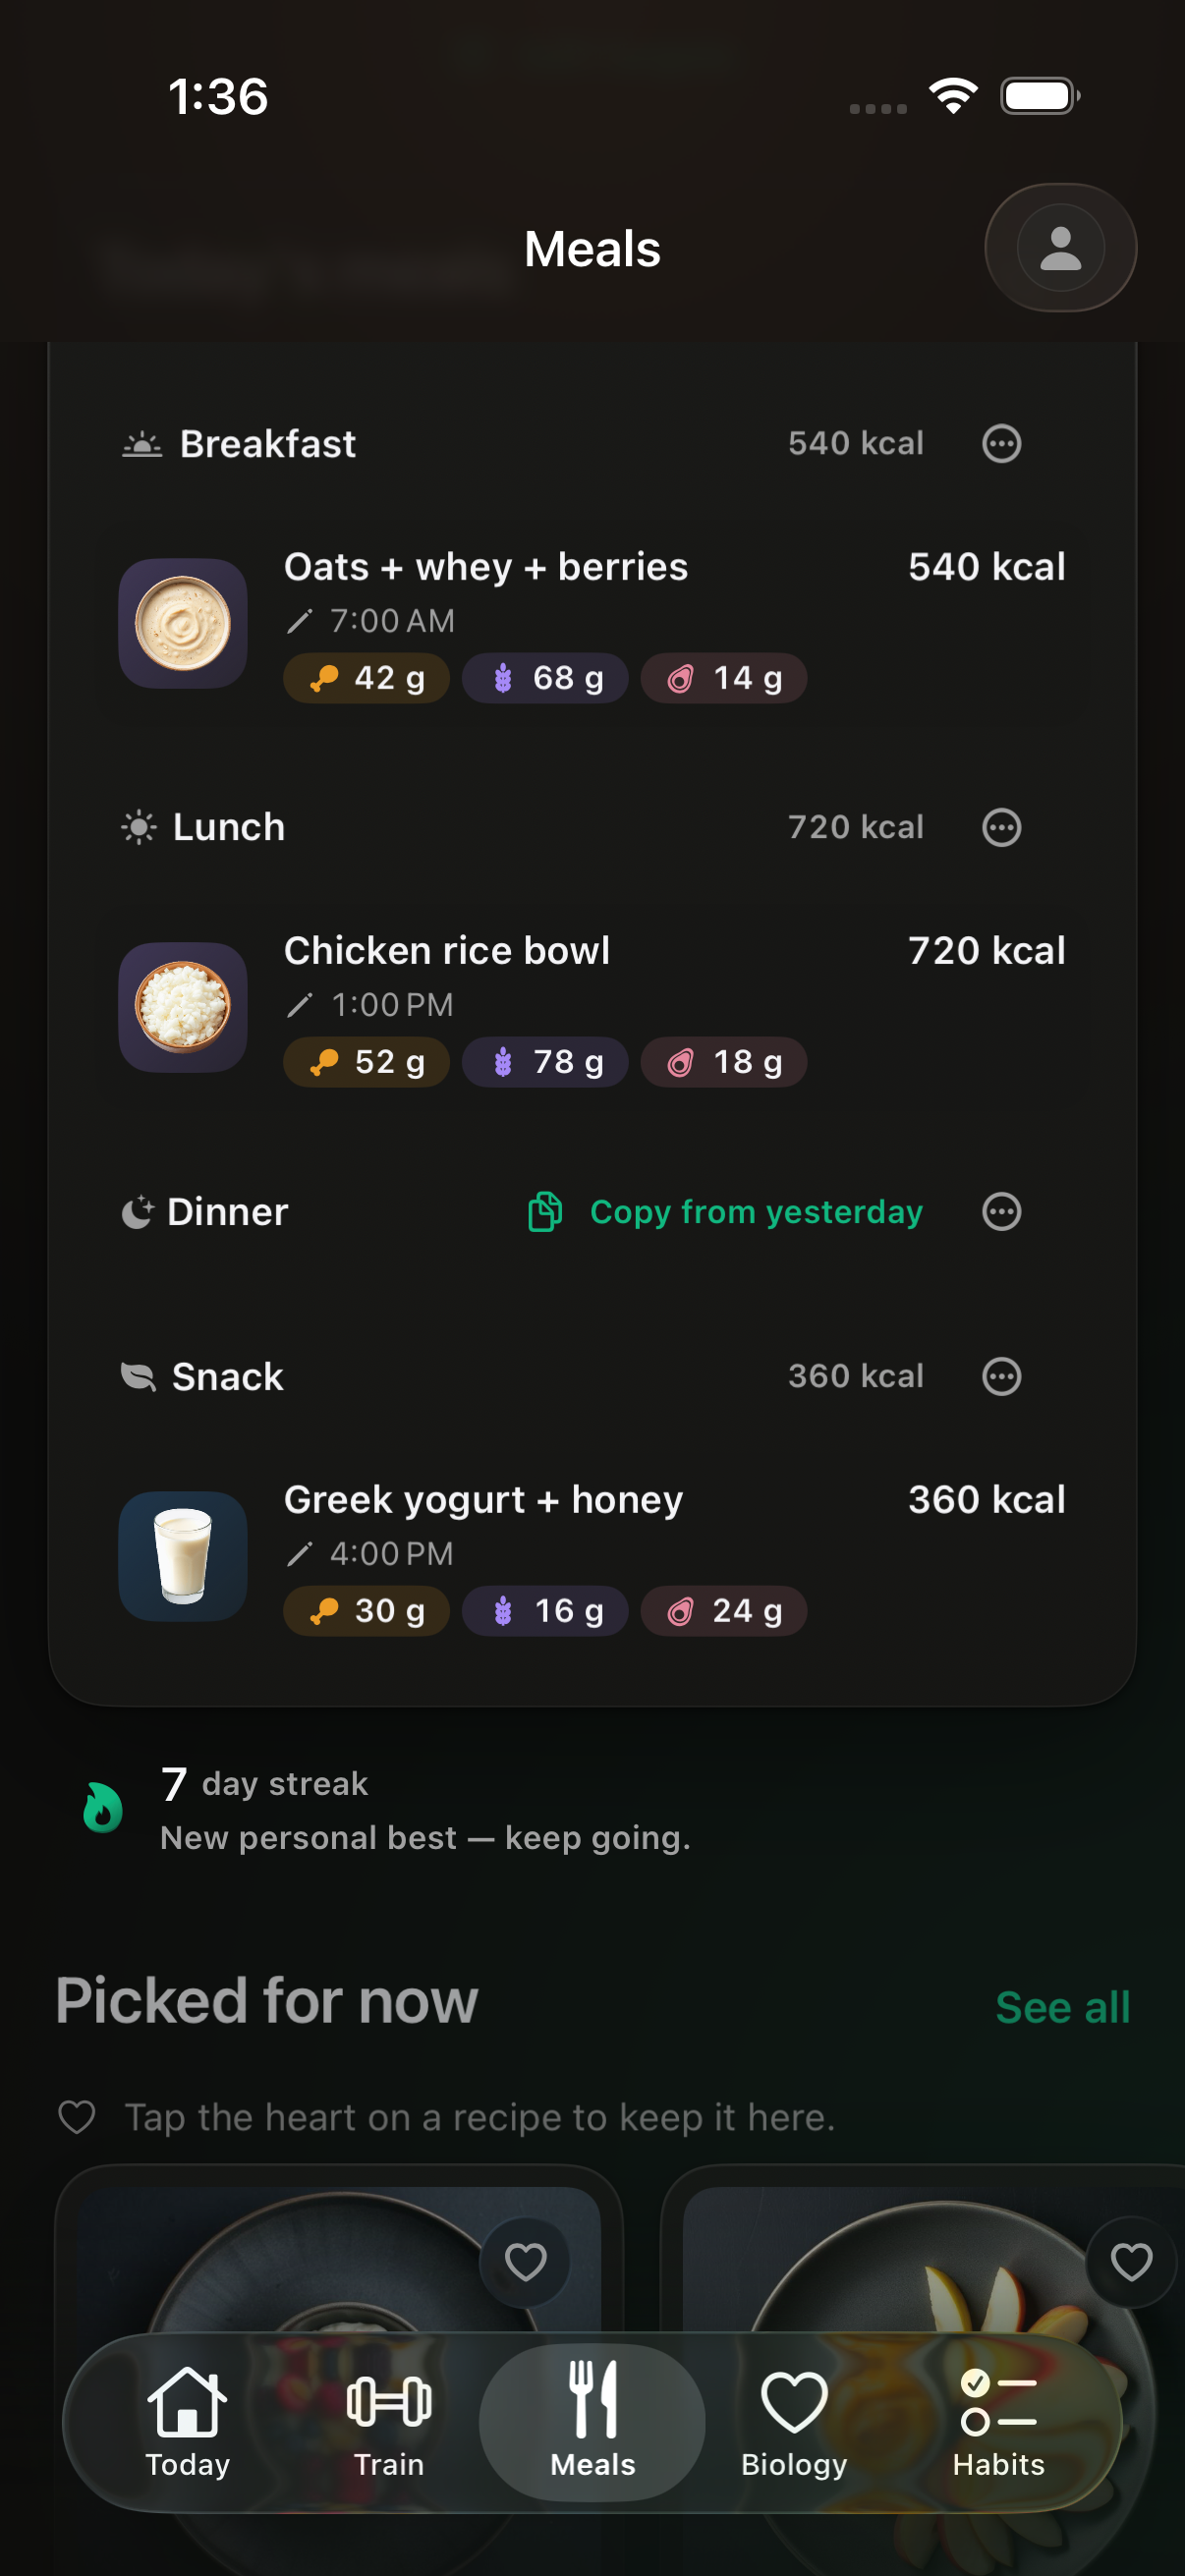 1:36
Meals
Breakfast 540 kcal
Oats + whey + berries 540 kcal
7:00 AM
42 g 68 g 14 g
Lunch 720 kcal
Chicken rice bowl 720 kcal
1:00 PM
52 g 78 g 18 g
Dinner Copy from yesterday
Snack 360 kcal
Greek yogurt + honey 360 kcal
4:00 PM
30 g 16 g 24 g
7 day streak
New personal best — keep going.
Picked for now See all
Tap the heart on a recipe to keep it here.
Today Train Meals Biology Habits